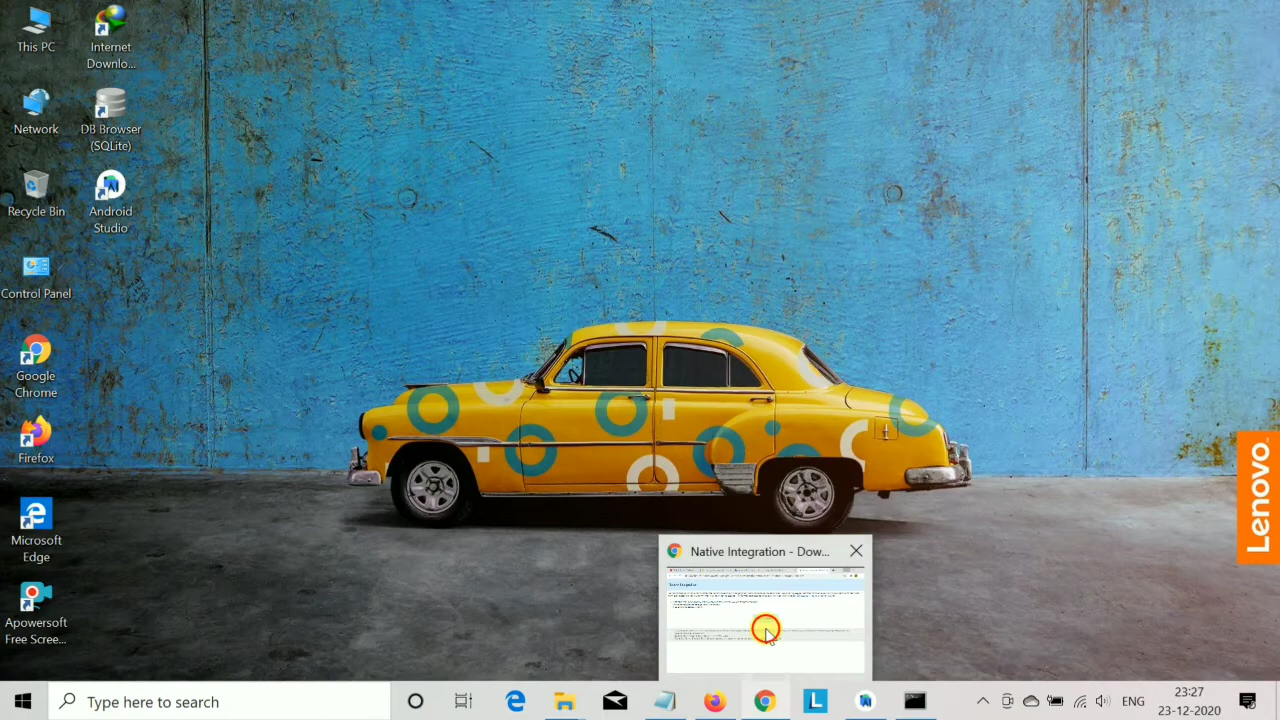 This PC
Internet
Downlo...
Network
DB Browser
(SQLite)
Recycle Bin
Android
Studio
Control Panel
Google
Chrome
Firefox
Microsoft
Edge
Apowersoft
Free Scree...
Lenovo
Native Integration - Dow...
Type here to search
ENG
23:27
23-12-2020